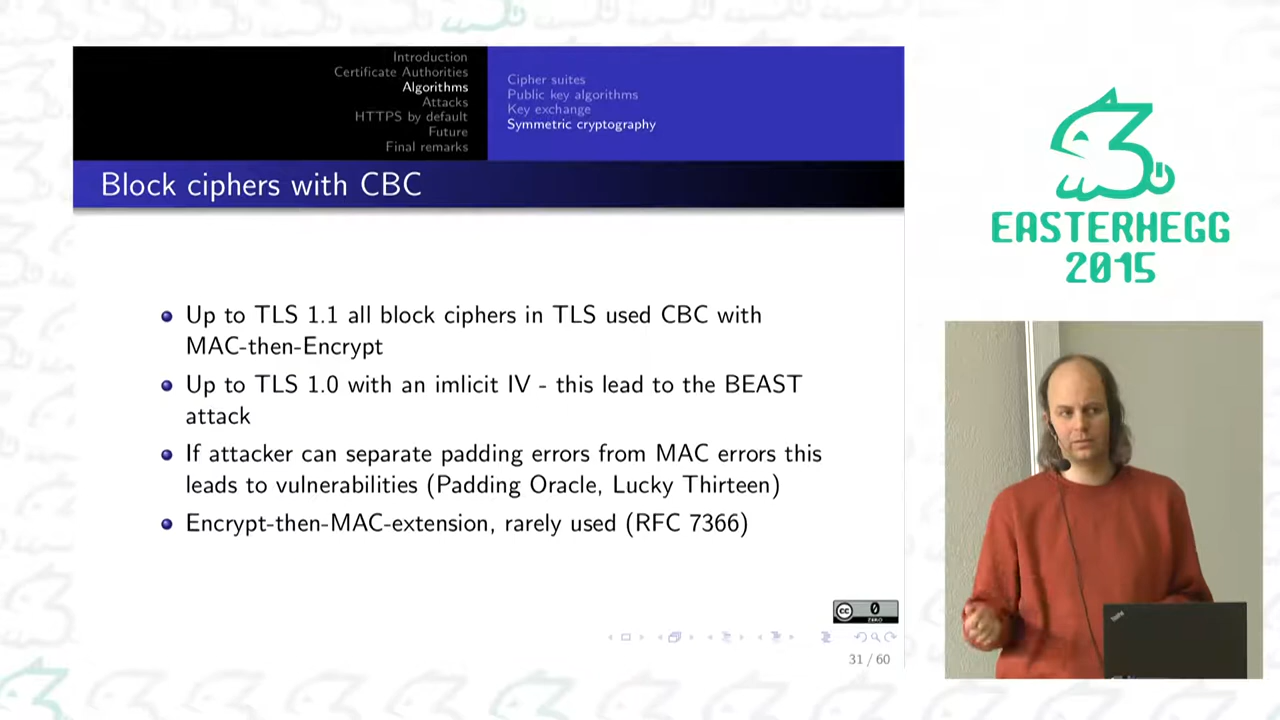 Introduction
Certificate Authorities
Algorithms
Attacks
HTTPS by default
Future
Final remarks
Cipher suites
Public key algorithms
Key exchange
Symmetric cryptography
Block ciphers with CBC
Up to TLS 1.1 all block ciphers in TLS used CBC with
MAC-then-Encrypt
Up to TLS 1.0 with an imlicit IV - this lead to the BEAST
attack
If attacker can separate padding errors from MAC errors this
leads to vulnerabilities (Padding Oracle, Lucky Thirteen)
Encrypt-then-MAC-extension, rarely used (RFC 7366)
cc 0
ZERO
31 / 60
EASTERHEGG
2015
ThinkPad